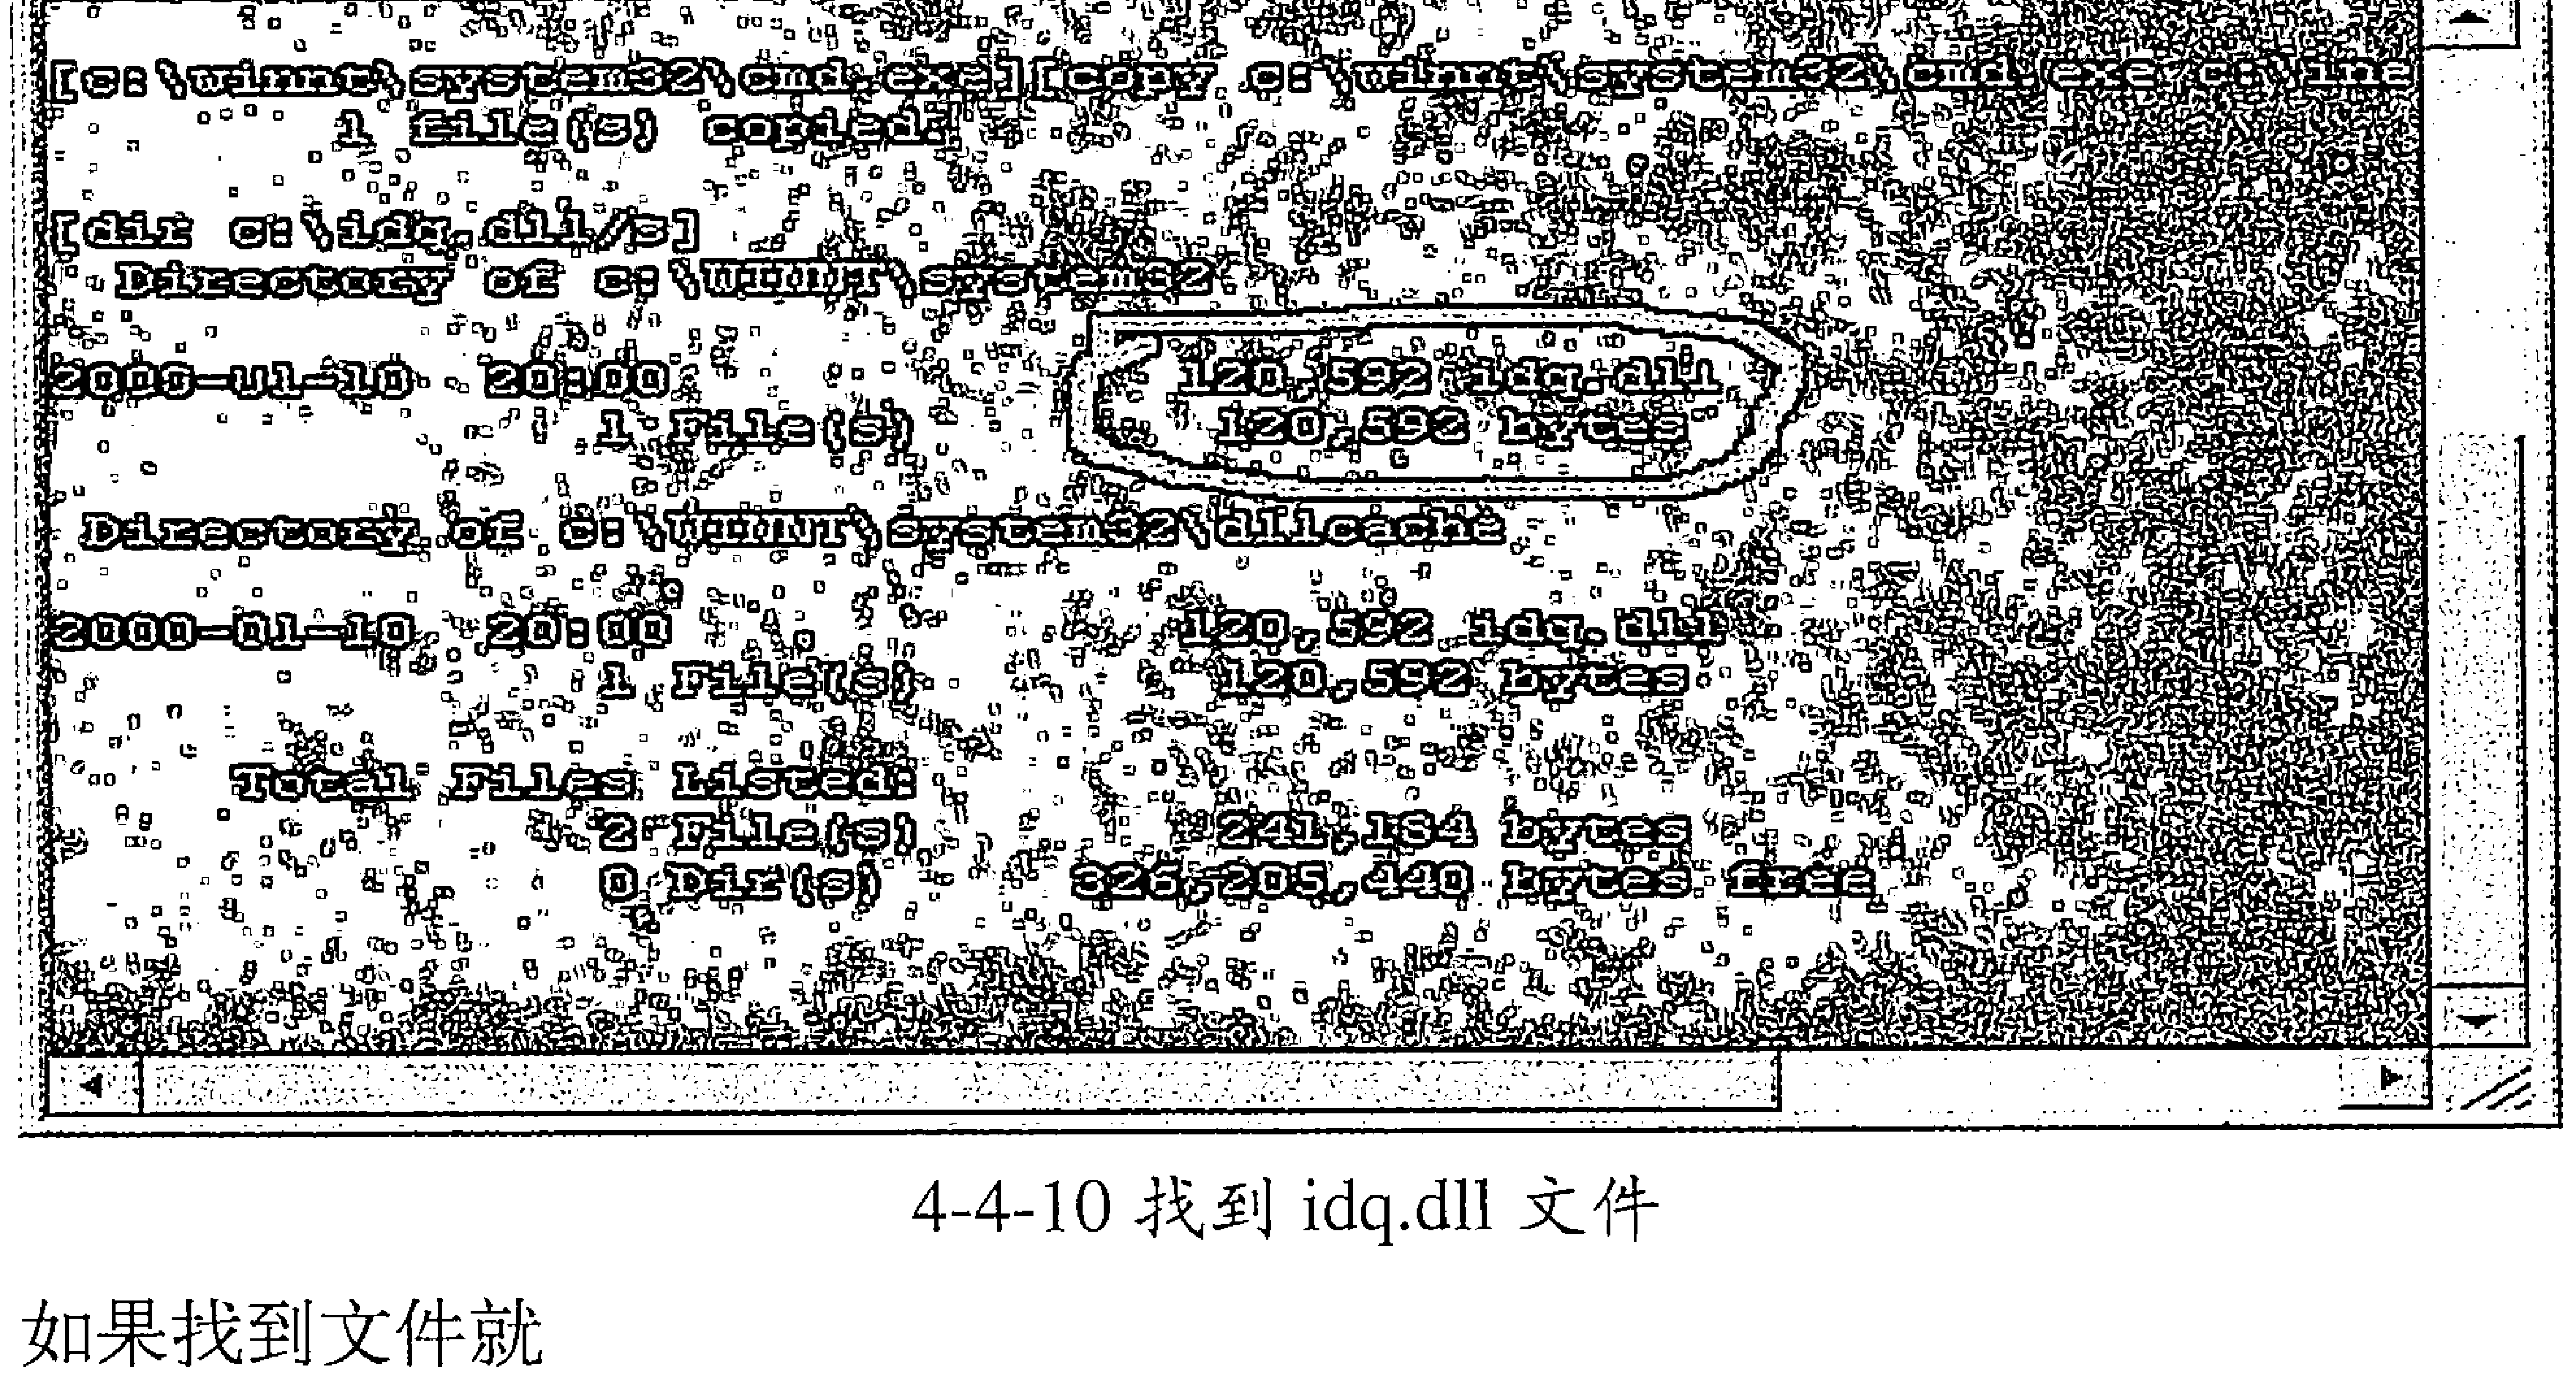 [c:\winnt\system32\cmd.exe][copy c:\winnt\system32\cmd.exe c:\ine
1 file(s) copied.
[dir c:\idq.dll/s]
Directory of c:\WINNT\system32
2000-01-10 20:00 120,592 idq.dll
1 File(s) 120,592 bytes
Directory of c:\WINNT\system32\dllcache
2000-01-10 20:00 120,592 idq.dll
1 File(s) 120,592 bytes
Total Files Listed:
2 File(s) 241,184 bytes
0 Dir(s) 326,205,440 bytes free
4-4-10 找到 idq.dll 文件
如果找到文件就